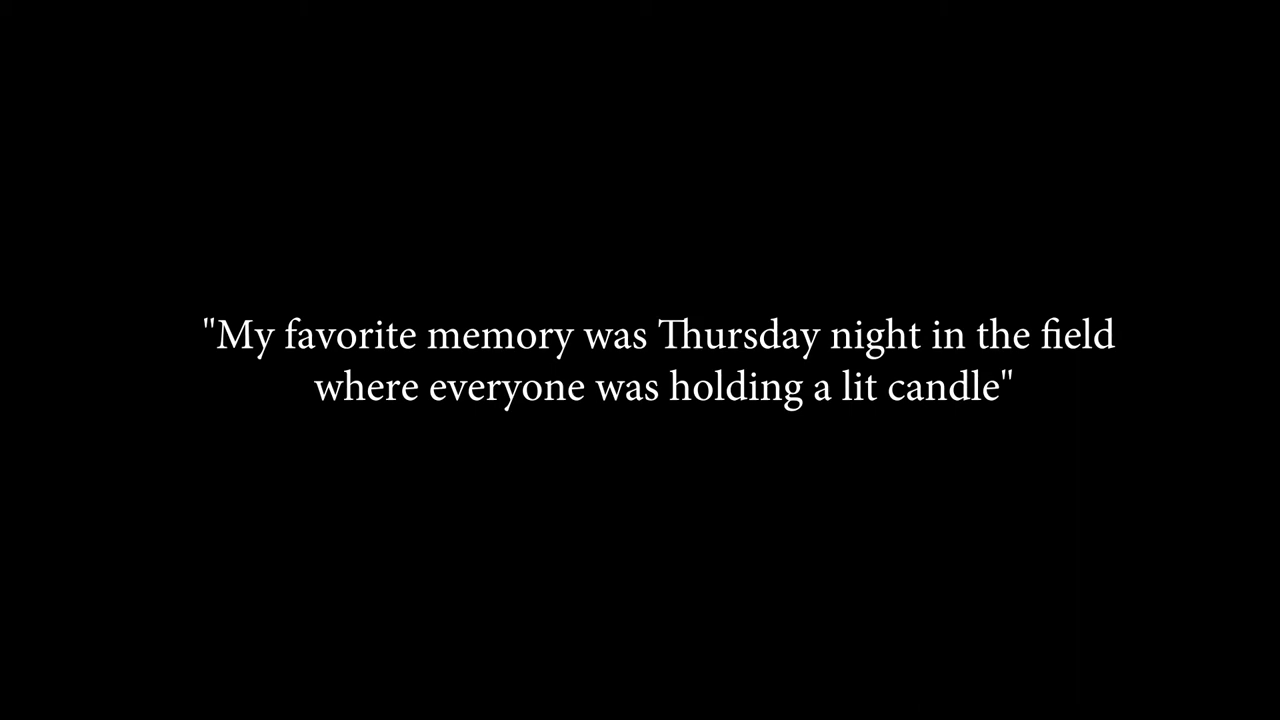 "My favorite memory was Thursday night in the field
where everyone was holding a lit candle"